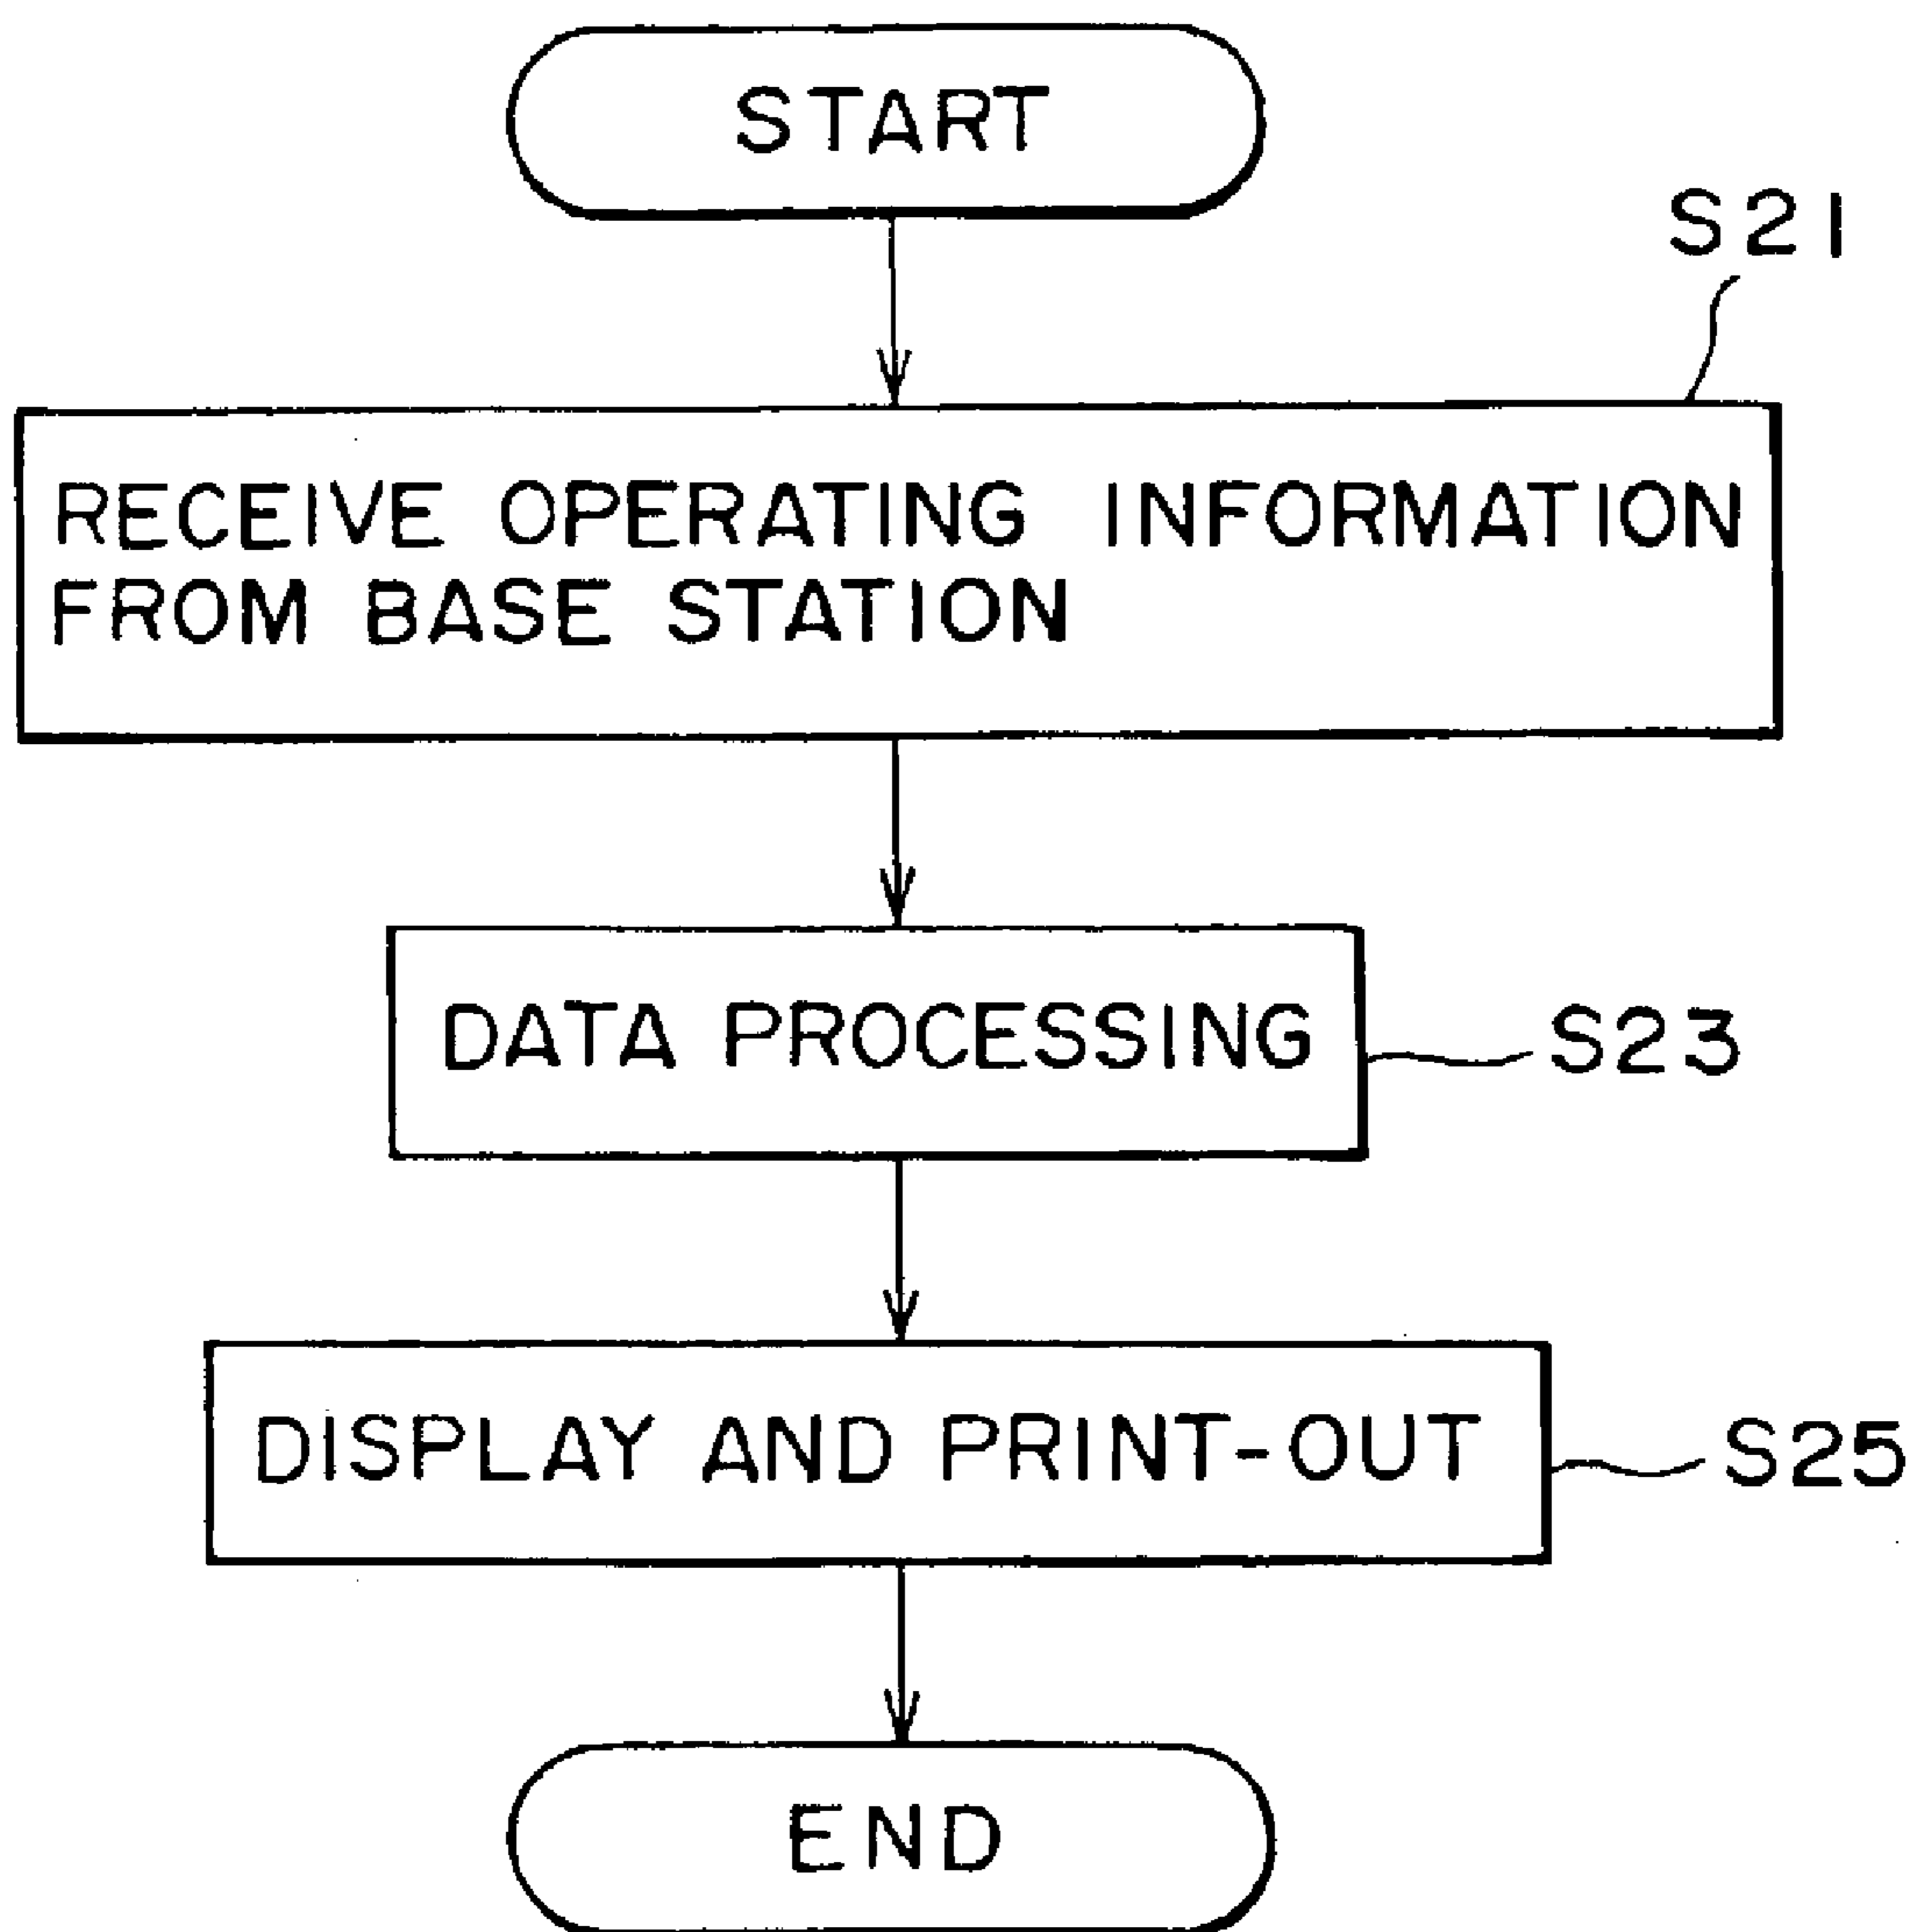 START
S21
RECEIVE OPERATING INFORMATION
FROM BASE STATION
DATA PROCESSING
S23
DISPLAY AND PRINT-OUT
S25
END